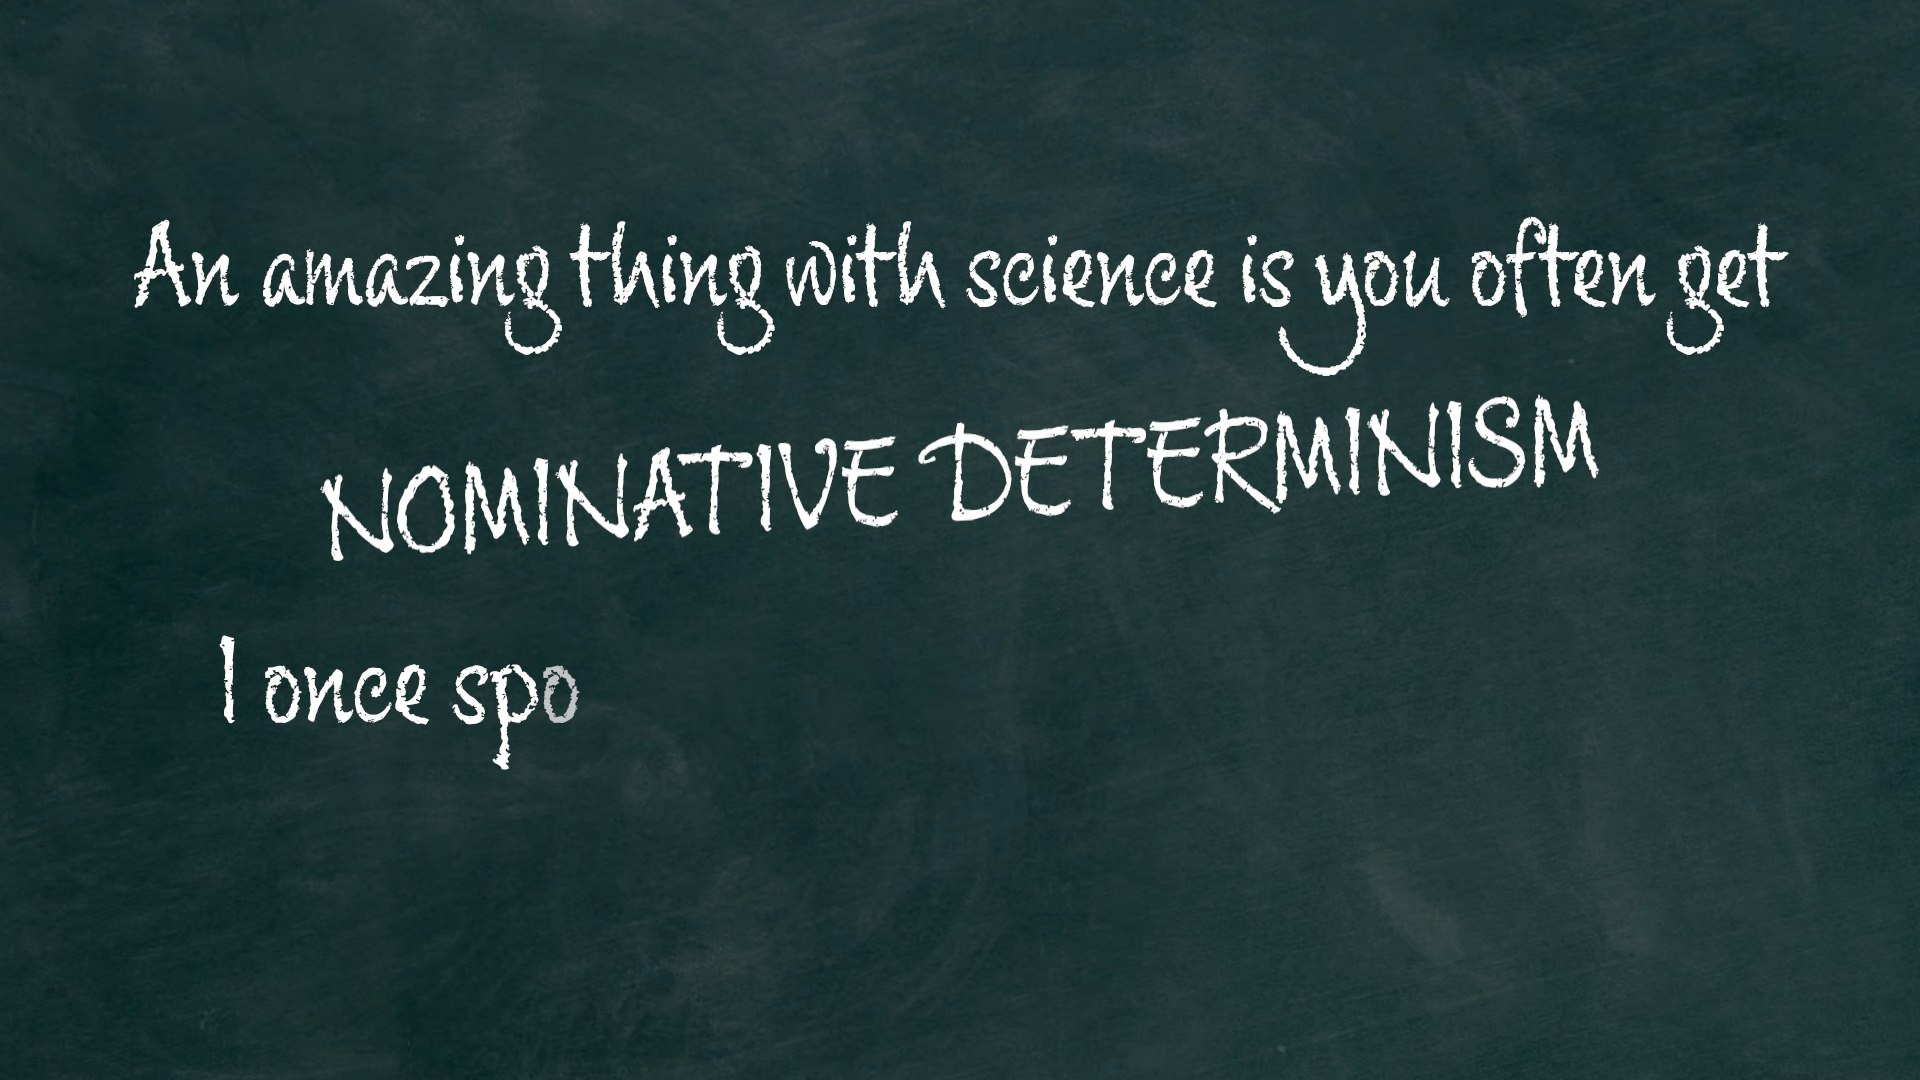 An amazing thing with science is you often get
NOMINATIVE DETERMINISM
I once spo